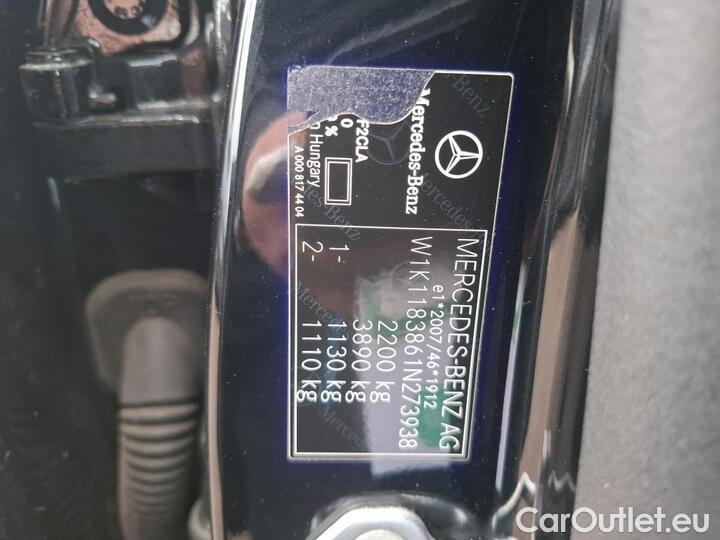 MERCEDES-BENZ AG
e1*2007/46*1912
W1K1183861N273938
2200 kg
3890 kg
1- 1130 kg
2- 1110 kg
Mercedes-Benz
F2CLA
0
%
Hungary
A 000 817 44 04
CarOutlet.eu